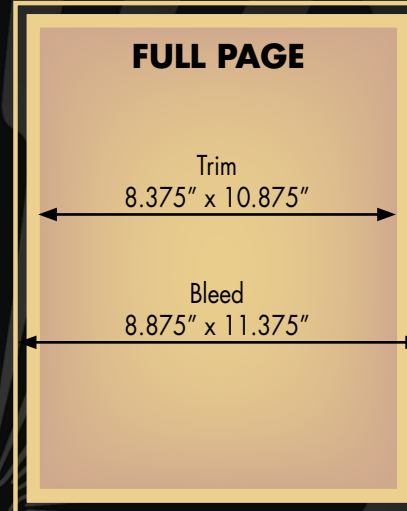 FULL PAGE
Trim
8.375” x 10.875”
Bleed
8.875” x 11.375”